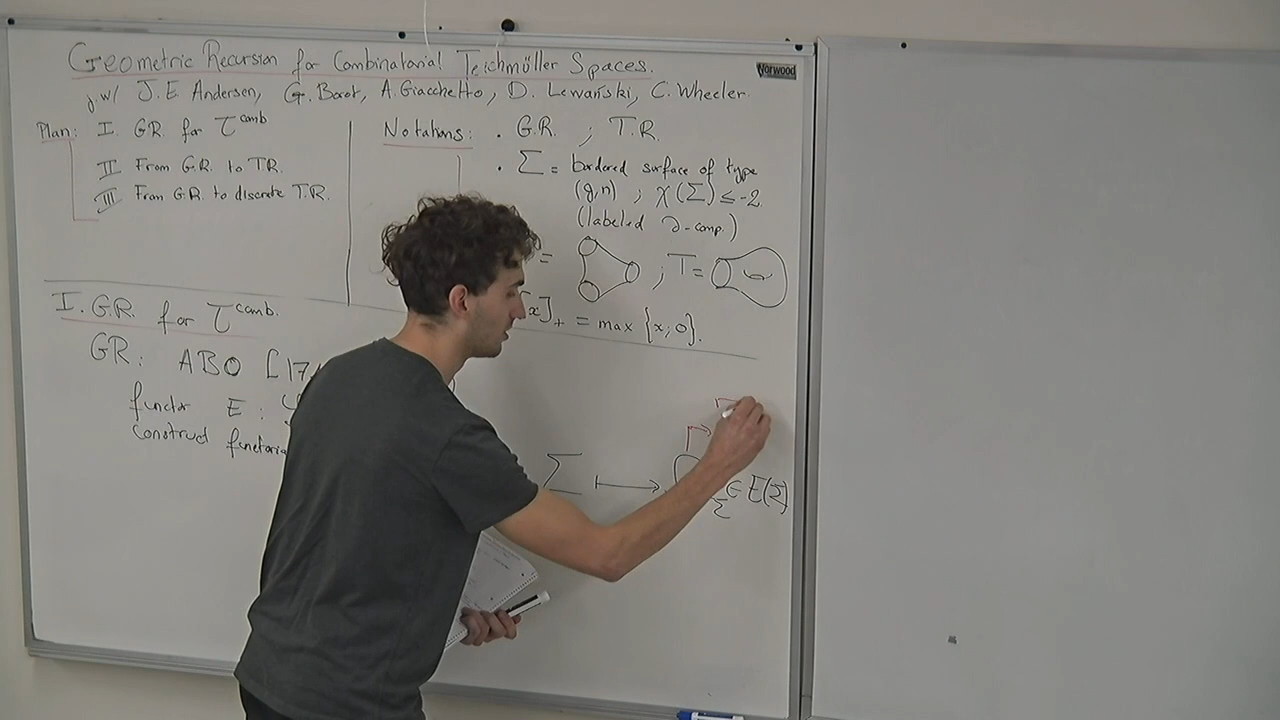 Geometric Recursion for Combinatorial Teichmüller Spaces.
Norwood
j w/ J.E. Andersen, G. Borot, A. Giacchetto, D. Lewański, C. Wheeler.
Plan: I. GR. for T^comb
II From G.R. to TR.
III From G.R. to discrete T.R.
Notations: . G.R. ; T.R.
. Σ = bordered surface of type
(g,n) ; χ(Σ) ≤ -2.
(labeled ∂-comp.)
= ; T =
[x]₊ = max {x; 0}.
I. G.R. for T^comb.
GR: ABO [17
functor E :
construct
Σ ⟼ Σ ∈ E(Σ)